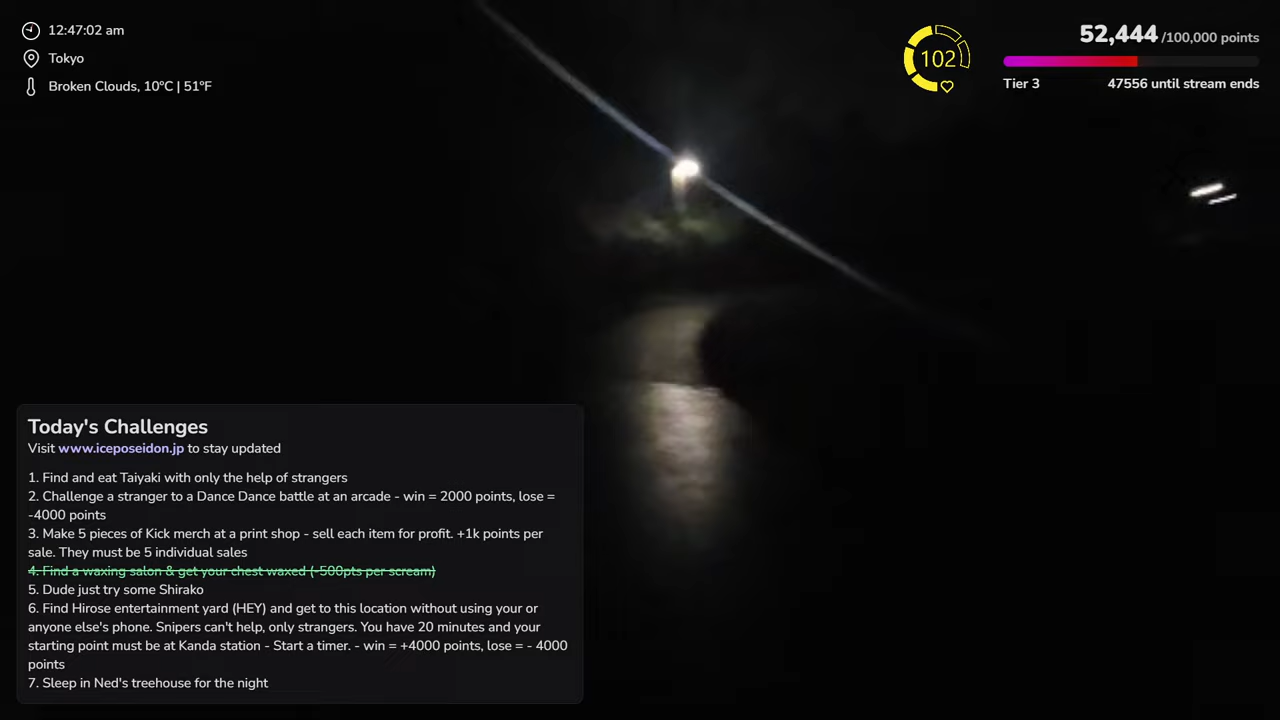 12:47:02 am
Tokyo
Broken Clouds, 10°C | 51°F
102
52,444 /100,000 points
Tier 3
47556 until stream ends
Today's Challenges
Visit www.iceposeidon.jp to stay updated
1. Find and eat Taiyaki with only the help of strangers
2. Challenge a stranger to a Dance Dance battle at an arcade - win = 2000 points, lose =
-4000 points
3. Make 5 pieces of Kick merch at a print shop - sell each item for profit. +1k points per
sale. They must be 5 individual sales
4. Find a waxing salon & get your chest waxed (-500pts per scream)
5. Dude just try some Shirako
6. Find Hirose entertainment yard (HEY) and get to this location without using your or
anyone else's phone. Snipers can't help, only strangers. You have 20 minutes and your
starting point must be at Kanda station - Start a timer. - win = +4000 points, lose = - 4000
points
7. Sleep in Ned's treehouse for the night